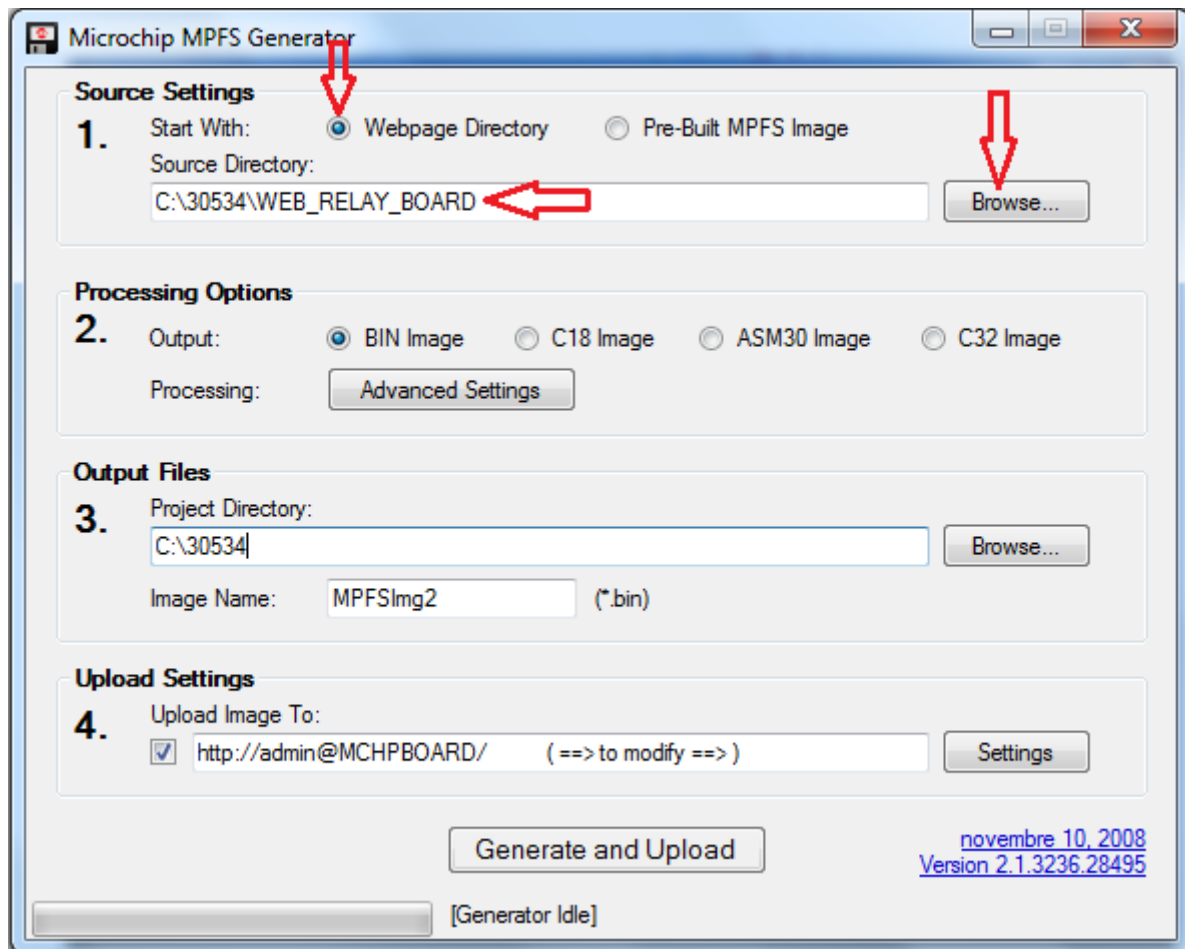 Microchip MPFS Generator
Source Settings
1.
Start With:
Webpage Directory
Pre-Built MPFS Image
Source Directory:
C:\30534\WEB_RELAY_BOARD
Browse...
Processing Options
2.
Output:
BIN Image
C18 Image
ASM30 Image
C32 Image
Processing:
Advanced Settings
Output Files
3.
Project Directory:
C:\30534
Browse...
Image Name:
MPFSImg2
(*.bin)
Upload Settings
4.
Upload Image To:
http://admin@MCHPBOARD/ ( ==> to modify ==> )
Settings
Generate and Upload
novembre 10, 2008
Version 2.1.3236.28495
[Generator Idle]